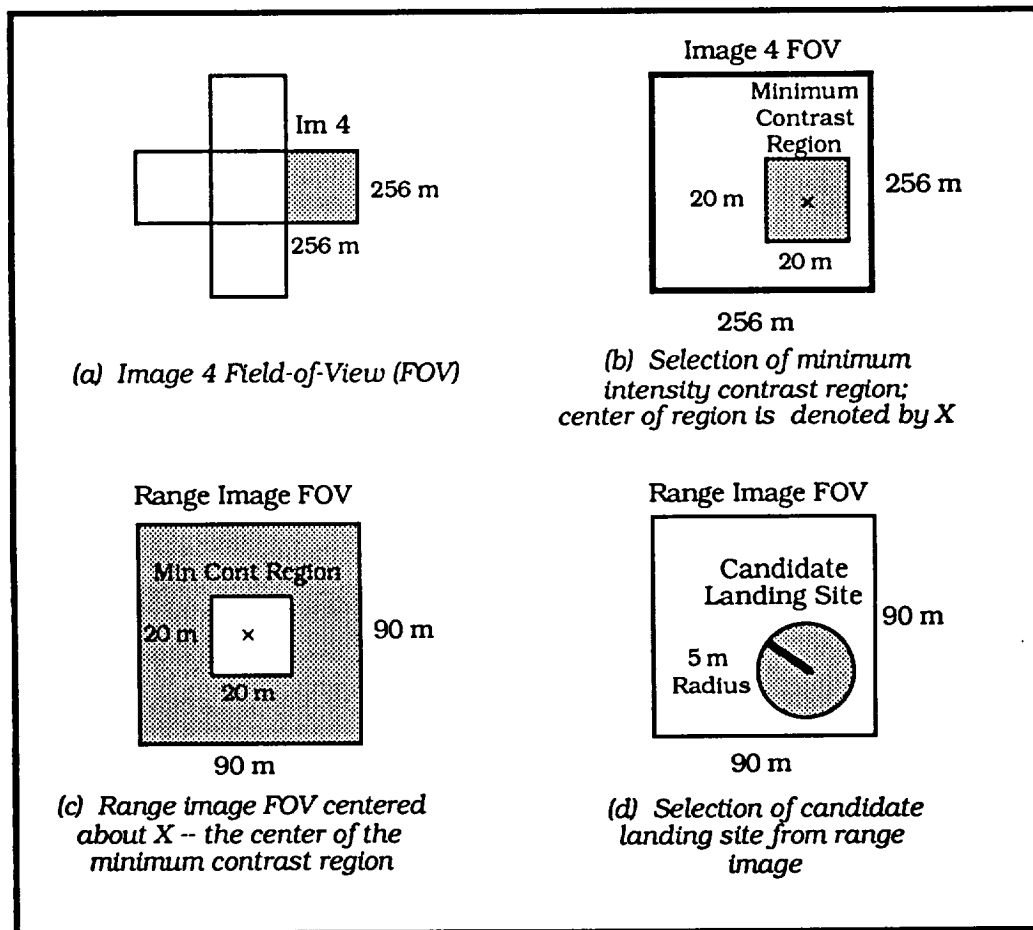 Im 4
256 m
256 m
(a) Image 4 Field-of-View (FOV)
Image 4 FOV
Minimum
Contrast
Region
20 m
x
256 m
20 m
256 m
(b) Selection of minimum
intensity contrast region;
center of region is denoted by X
Range Image FOV
Min Cont Region
20 m
x
90 m
20 m
90 m
(c) Range image FOV centered
about X -- the center of the
minimum contrast region
Range Image FOV
Candidate
Landing Site
90 m
5 m
Radius
90 m
(d) Selection of candidate
landing site from range
image